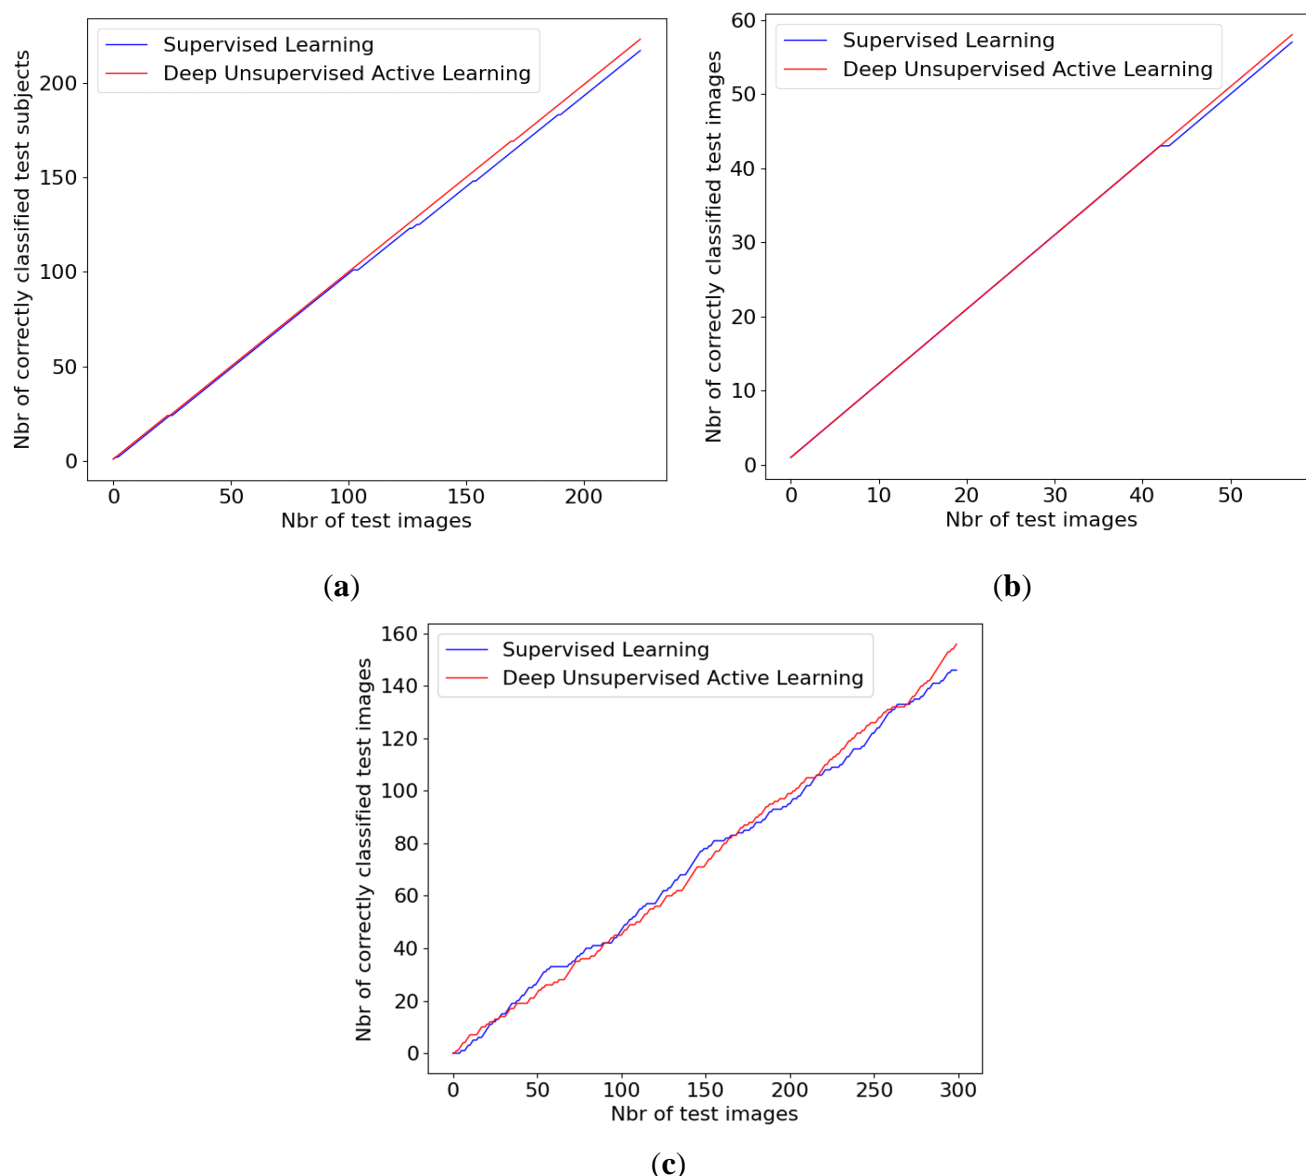 Supervised Learning
Deep Unsupervised Active Learning
Nbr of correctly classified test subjects
200
150
100
50
0
0 50 100 150 200
Nbr of test images
(a)
Supervised Learning
Deep Unsupervised Active Learning
Nbr of correctly classified test images
60
50
40
30
20
10
0
0 10 20 30 40 50
Nbr of test images
(b)
Supervised Learning
Deep Unsupervised Active Learning
Nbr of correctly classified test images
160
140
120
100
80
60
40
20
0
0 50 100 150 200 250 300
Nbr of test images
(c)